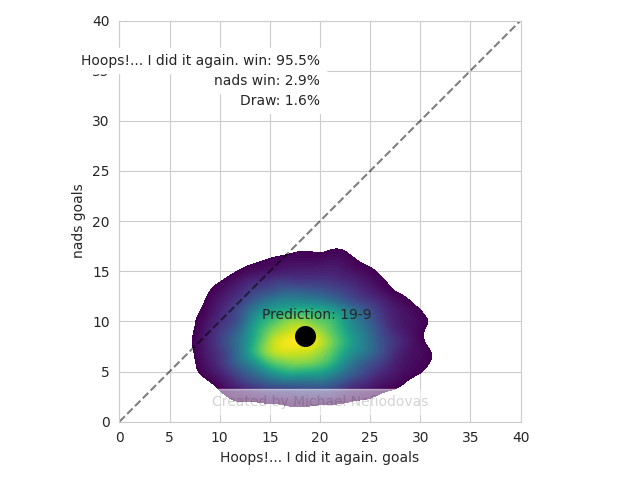 40
Hoops!... I did it again. win: 95.5%
nads win: 2.9%
Draw: 1.6%
30
25
20
15
10
5
0
nads goals
Prediction: 19-9
Created by Michael Nefiodovas
0 5 10 15 20 25 30 35 40
Hoops!... I did it again. goals